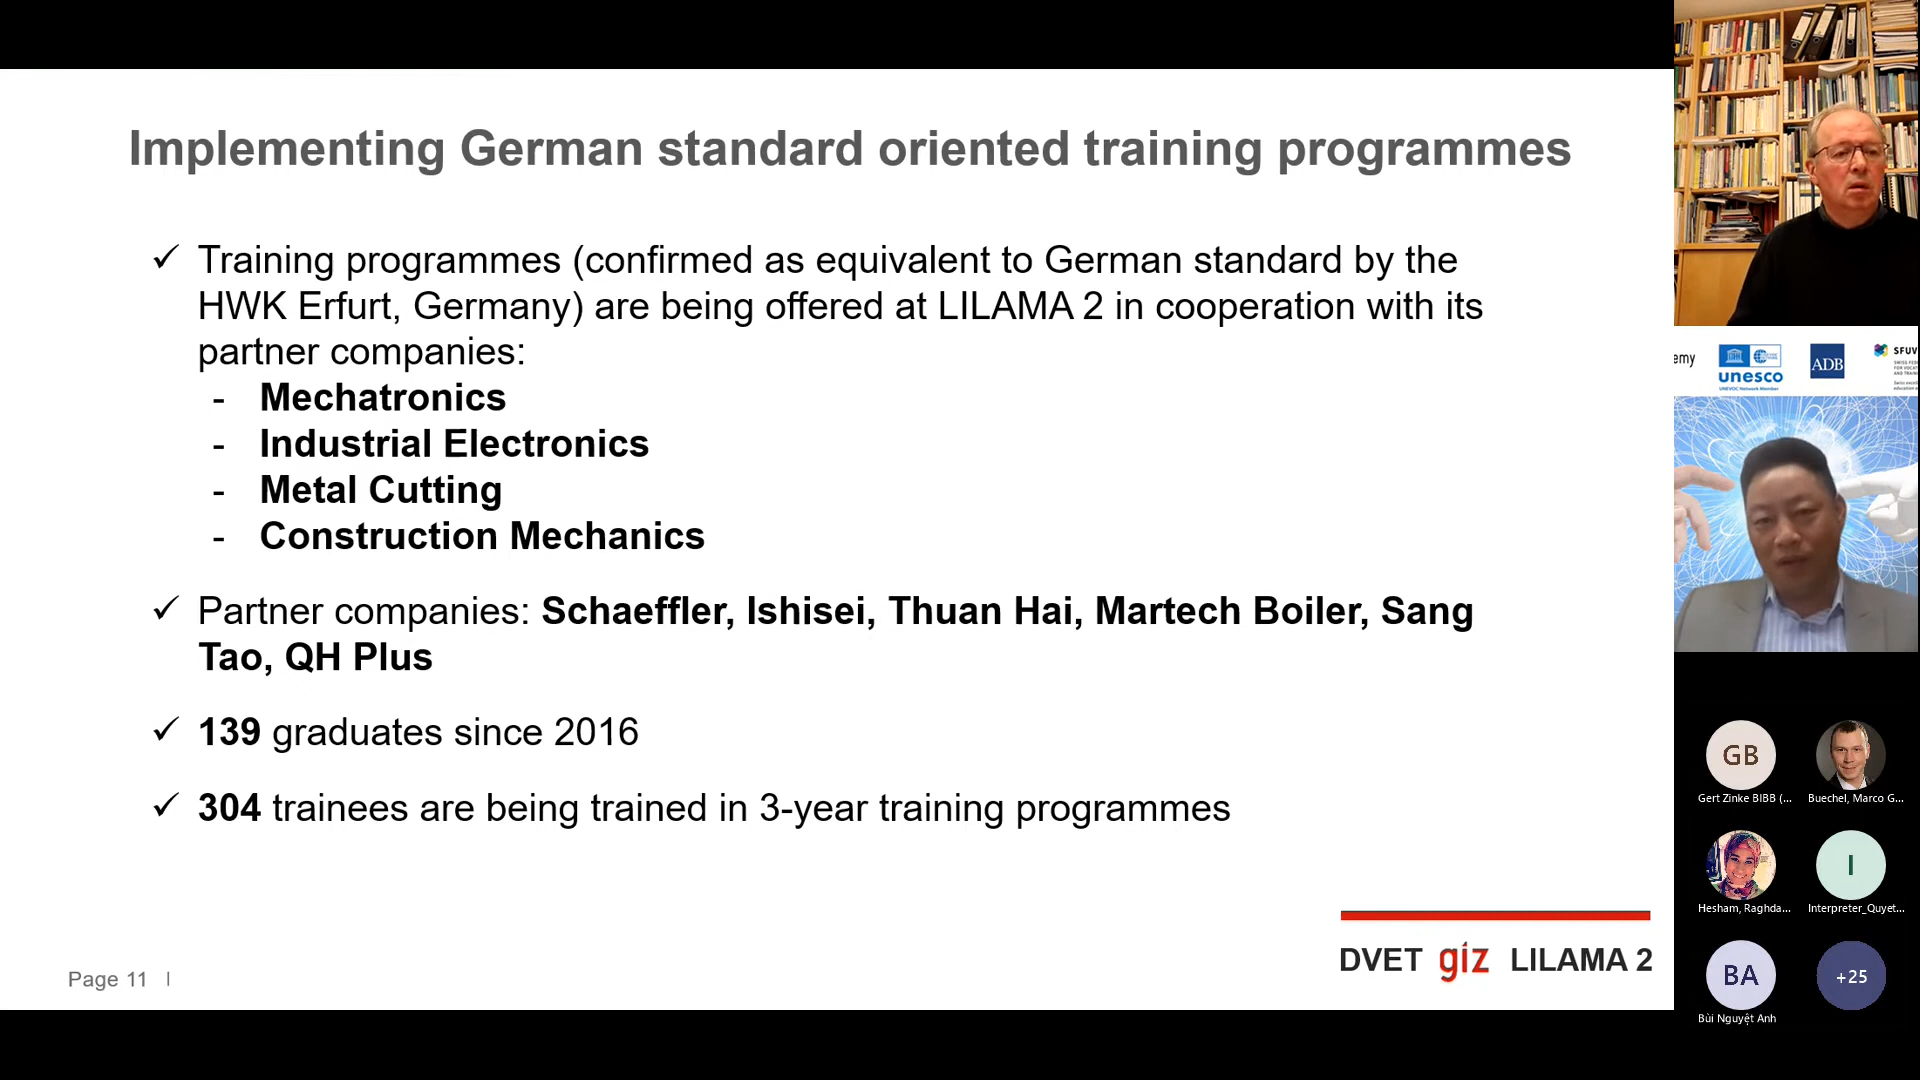 Implementing German standard oriented training programmes
✓ Training programmes (confirmed as equivalent to German standard by the
HWK Erfurt, Germany) are being offered at LILAMA 2 in cooperation with its
partner companies:
- Mechatronics
- Industrial Electronics
- Metal Cutting
- Construction Mechanics
✓ Partner companies: Schaeffler, Ishisei, Thuan Hai, Martech Boiler, Sang
Tao, QH Plus
✓ 139 graduates since 2016
✓ 304 trainees are being trained in 3-year training programmes
DVET giz LILAMA 2
Page 11 |
emy
unesco
ADB
SFUV
GB
Gert Zinke BIBB (...
Buechel, Marco G...
Hesham, Raghda...
I
Interpreter_Quyet...
BA
Bùi Nguyệt Anh
+25